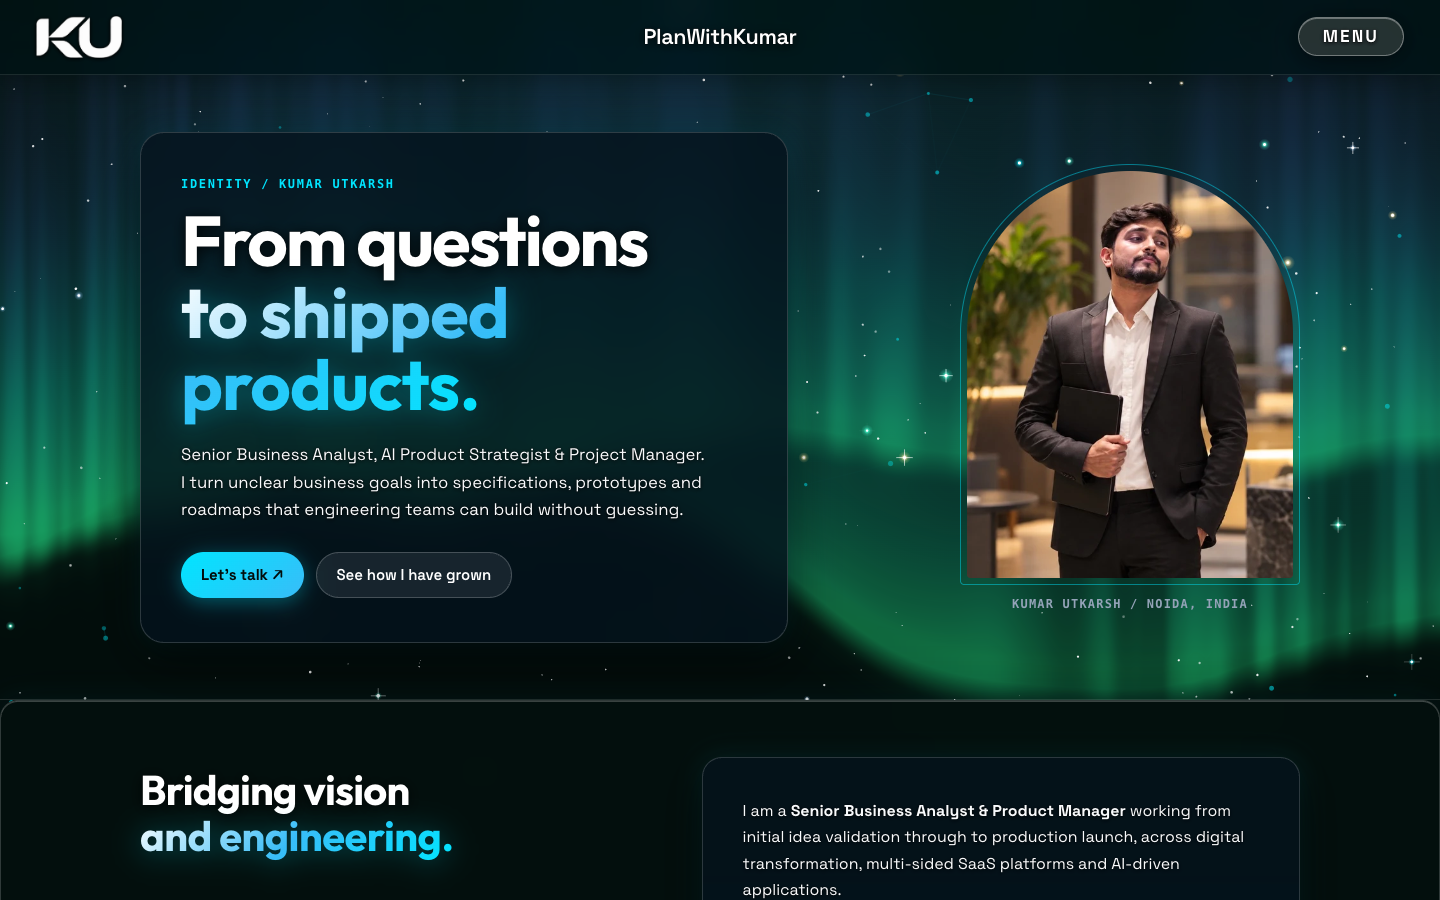 KU
PlanWithKumar
MENU
IDENTITY / KUMAR UTKARSH
From questions
to shipped
products.
Senior Business Analyst, AI Product Strategist & Project Manager.
I turn unclear business goals into specifications, prototypes and
roadmaps that engineering teams can build without guessing.
Let's talk ↗
See how I have grown
KUMAR UTKARSH / NOIDA, INDIA
Bridging vision
and engineering.
I am a Senior Business Analyst & Product Manager working from
initial idea validation through to production launch, across digital
transformation, multi-sided SaaS platforms and AI-driven
applications.